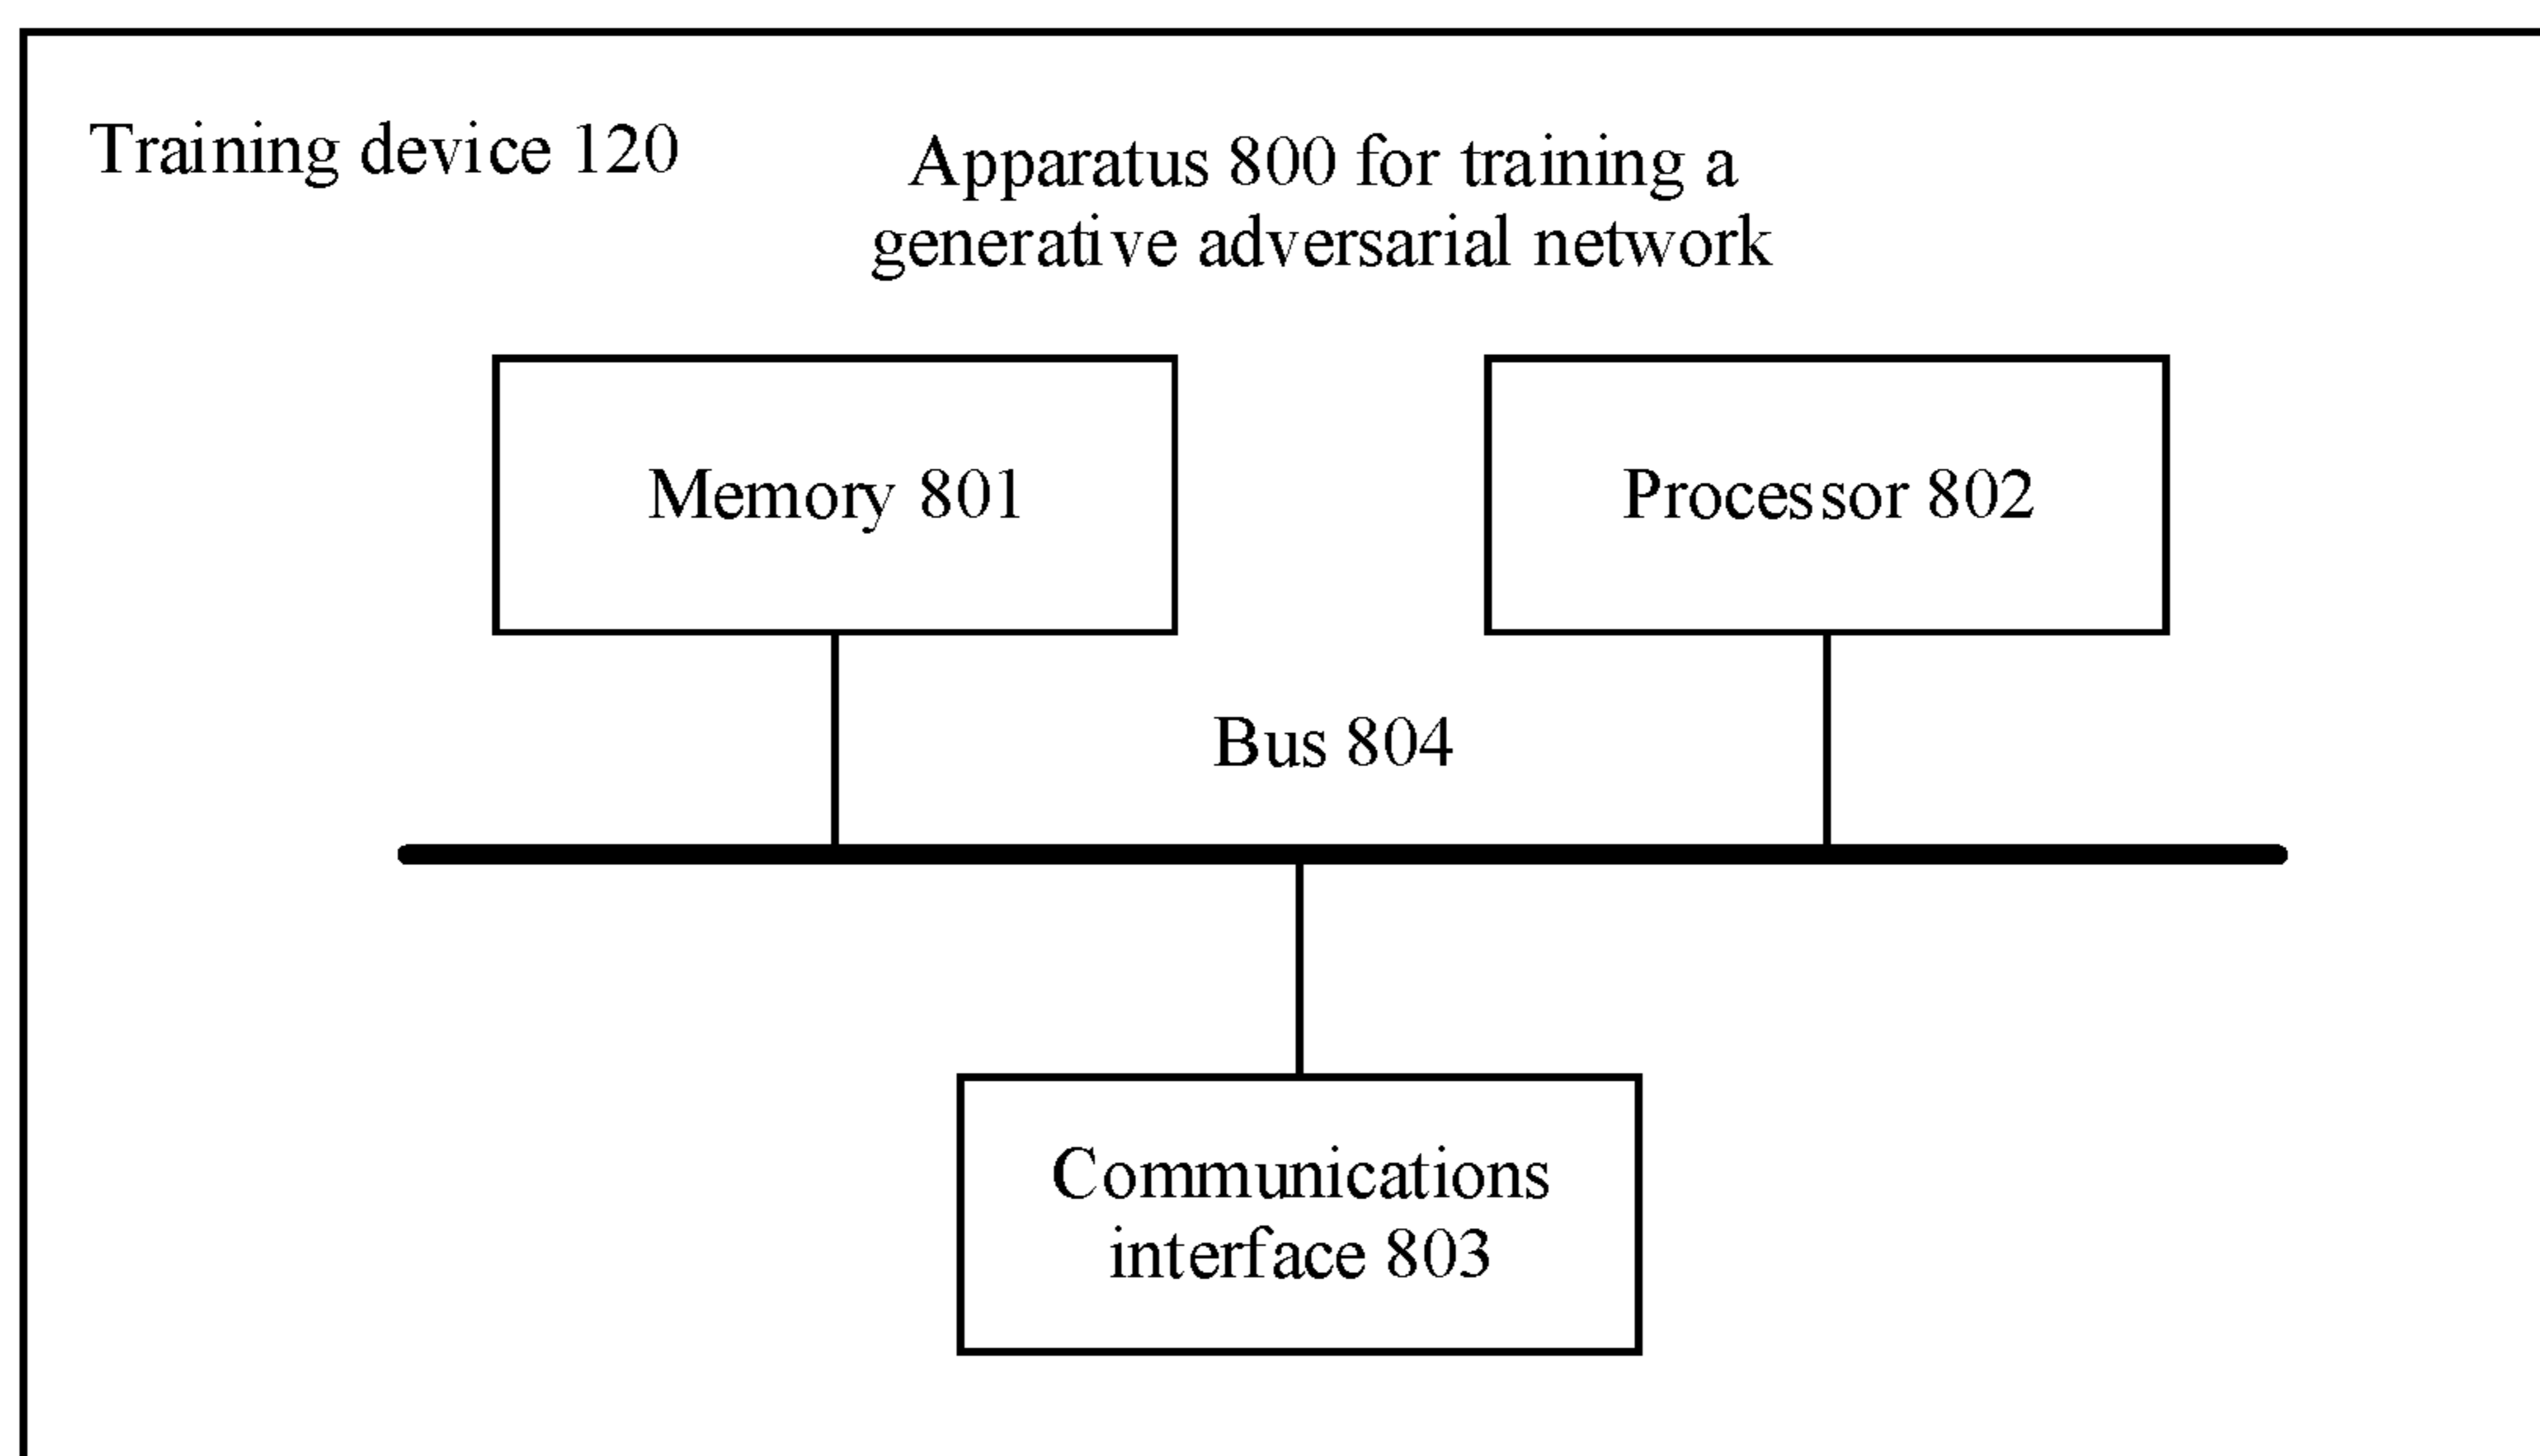 Training device 120
Apparatus 800 for training a
generative adversarial network
Memory 801
Processor 802
Bus 804
Communications
interface 803